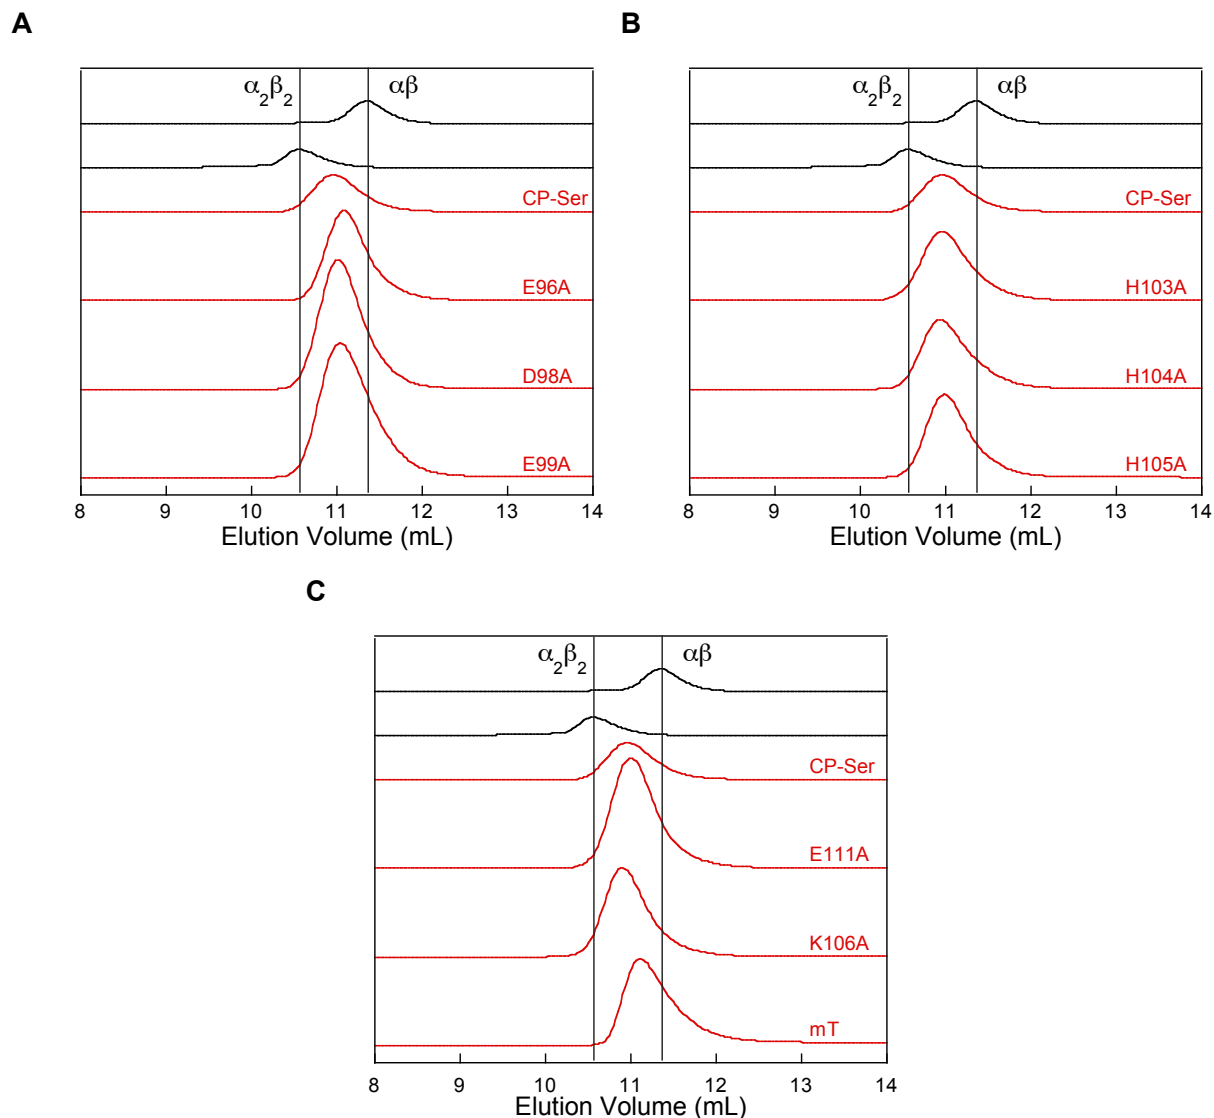 A
α₂β₂ αβ
CP-Ser
E96A
D98A
E99A
8 9 10 11 12 13 14
Elution Volume (mL)
B
α₂β₂ αβ
CP-Ser
H103A
H104A
H105A
8 9 10 11 12 13 14
Elution Volume (mL)
C
α₂β₂ αβ
CP-Ser
E111A
K106A
mT
8 9 10 11 12 13 14
Elution Volume (mL)